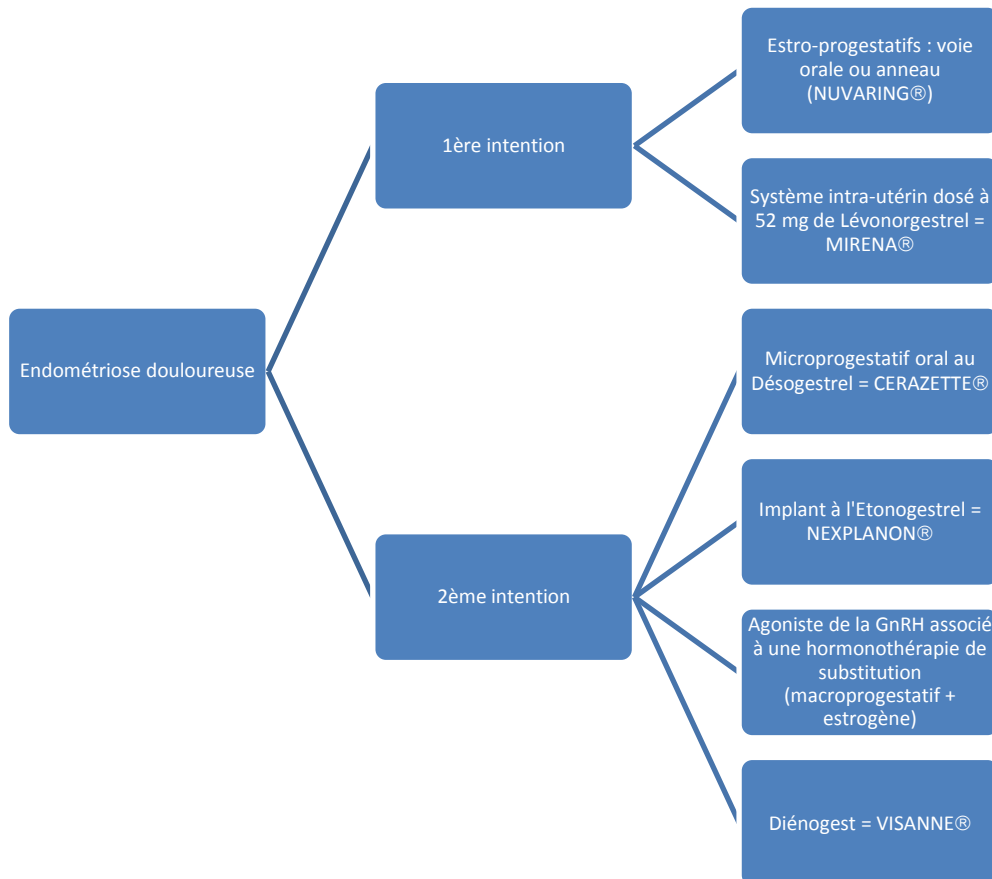 Endométriose douloureuse
1ère intention
Estro-progestatifs : voie
orale ou anneau
(NUVARING®)
Système intra-utérin dosé à
52 mg de Lévonorgestrel =
MIRENA®
2ème intention
Microprogestatif oral au
Désogestrel = CERAZETTE®
Implant à l'Etonogestrel =
NEXPLANON®
Agoniste de la GnRH associé
à une hormonothérapie de
substitution
(macroprogestatif +
estrogène)
Diénogest = VISANNE®